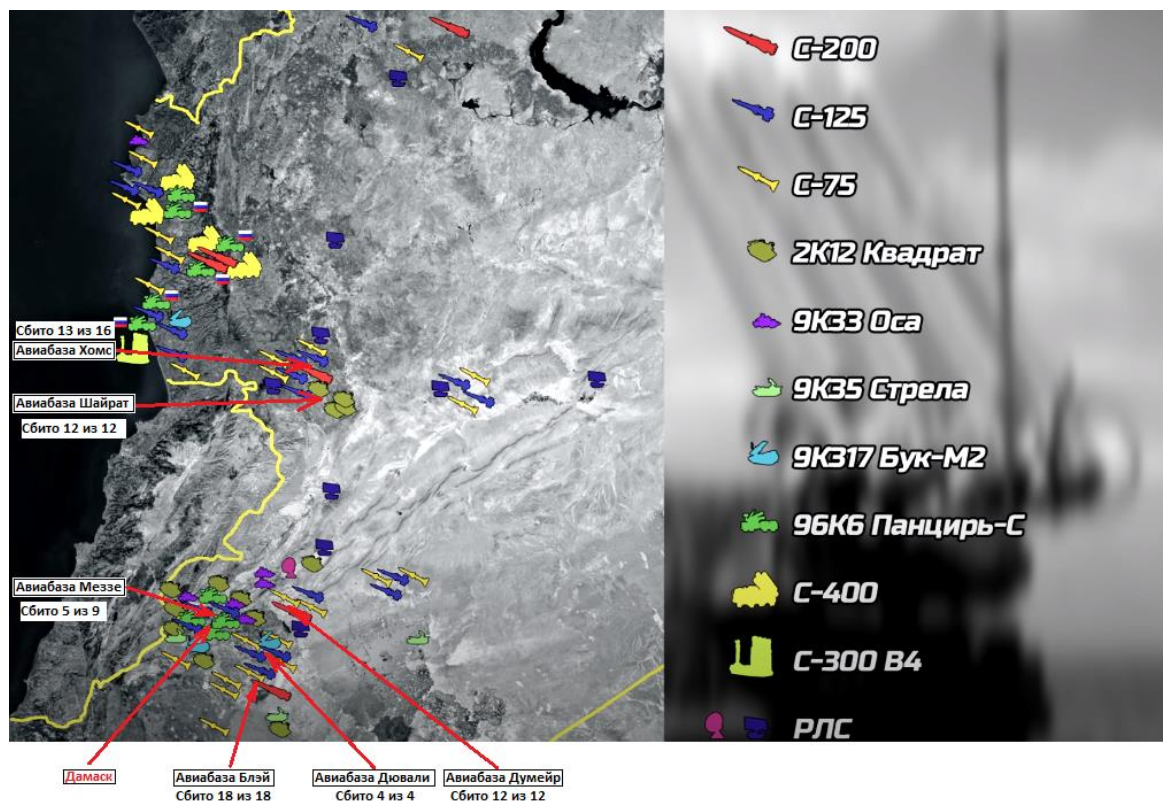 С-200
С-125
С-75
2К12 Квадрат
9К33 Оса
9К35 Стрела
9К317 Бук-М2
96К6 Панцирь-С
С-400
С-300 В4
РЛС
Сбито 13 из 16
Авиабаза Хомс
Авиабаза Шайрат
Сбито 12 из 12
Авиабаза Меззе
Сбито 5 из 9
Дамаск
Авиабаза Блэй
Сбито 18 из 18
Авиабаза Дювали
Сбито 4 из 4
Авиабаза Думейр
Сбито 12 из 12